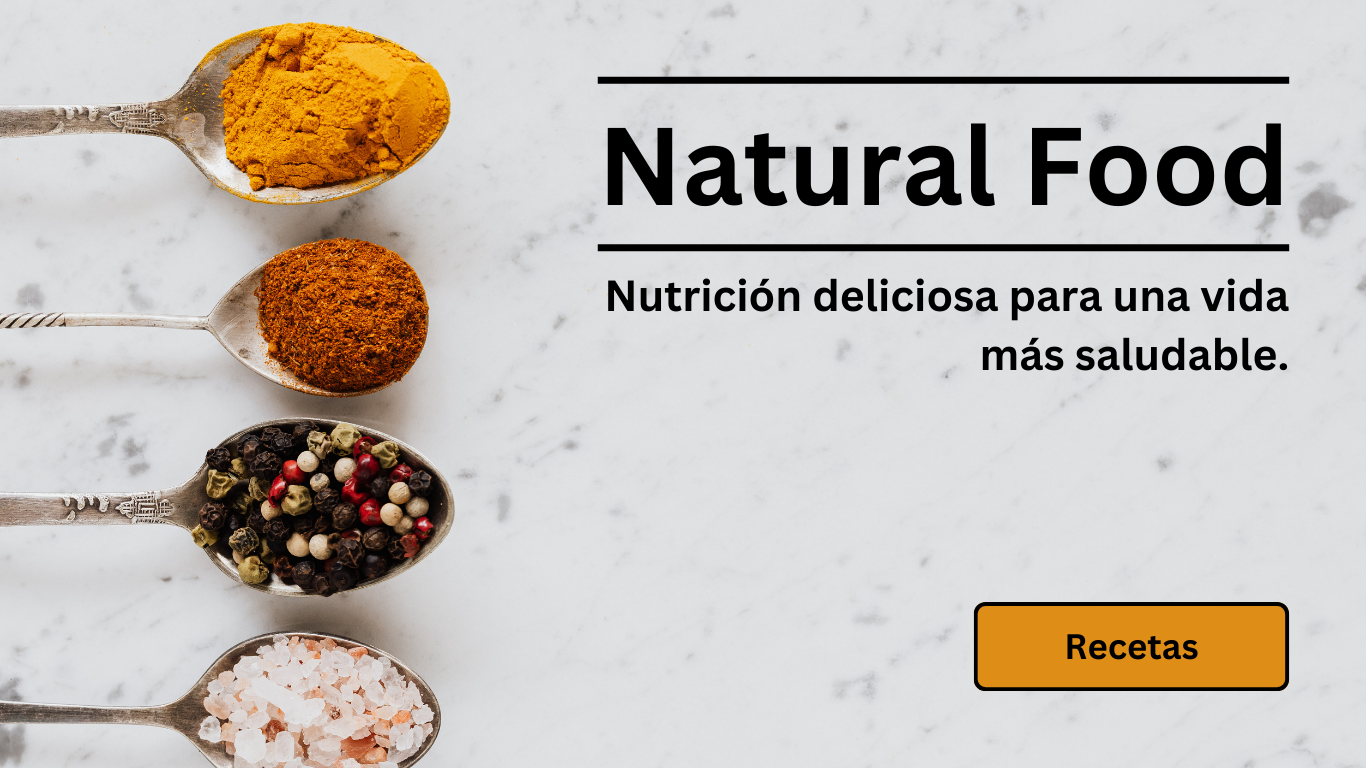 Natural Food
Nutrición deliciosa para una vida
más saludable.
Recetas